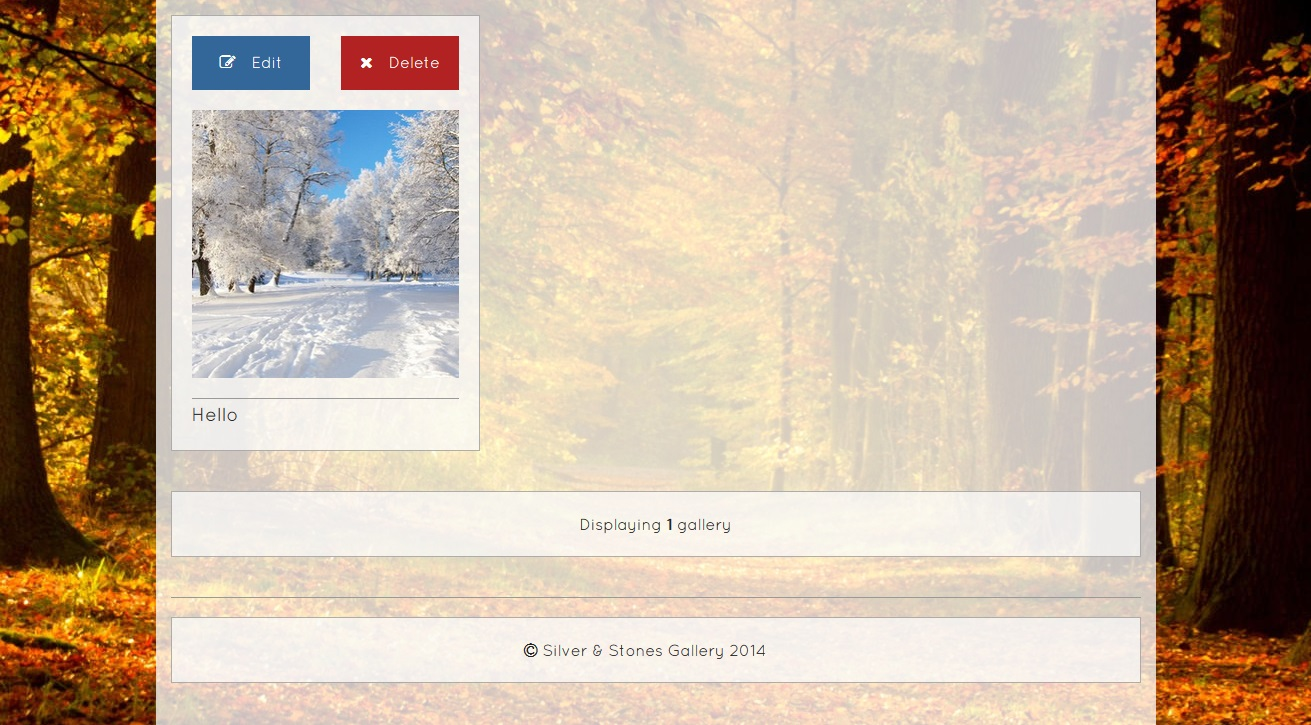 Edit
Delete
Hello
Displaying 1 gallery
© Silver & Stones Gallery 2014